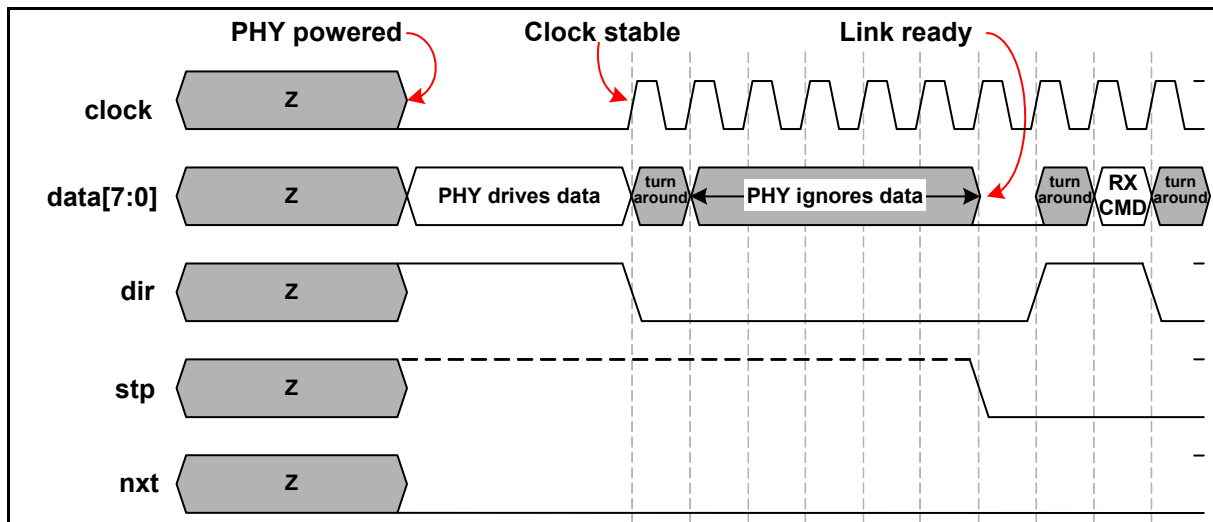 PHY powered
Clock stable
Link ready
clock
Z
data[7:0]
Z
PHY drives data
turn
around
PHY ignores data
turn
around
RX
CMD
turn
around
dir
Z
stp
Z
nxt
Z